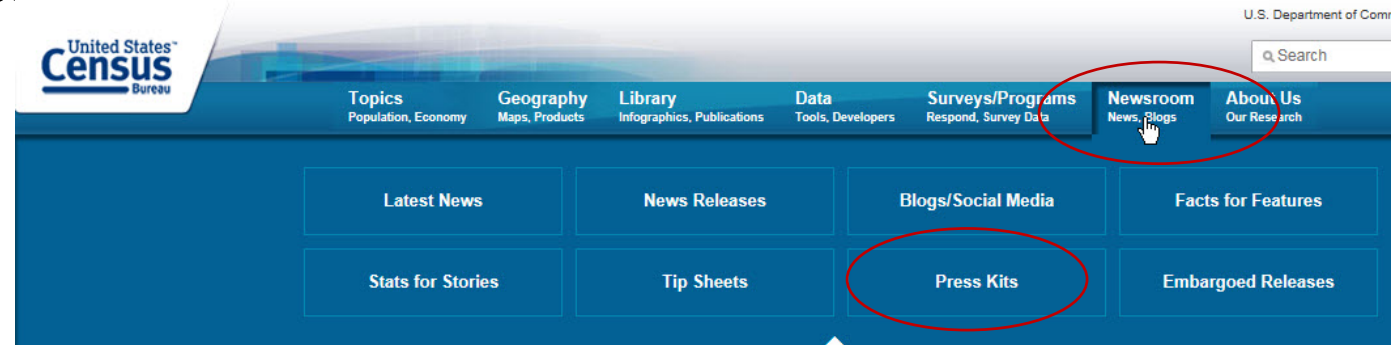 U.S. Department of Comm
United States™
Census
Bureau
Search
Topics
Population, Economy
Geography
Maps, Products
Library
Infographics, Publications
Data
Tools, Developers
Surveys/Programs
Respond, Survey Data
Newsroom
News, Blogs
About Us
Our Research
Latest News
News Releases
Blogs/Social Media
Facts for Features
Stats for Stories
Tip Sheets
Press Kits
Embargoed Releases